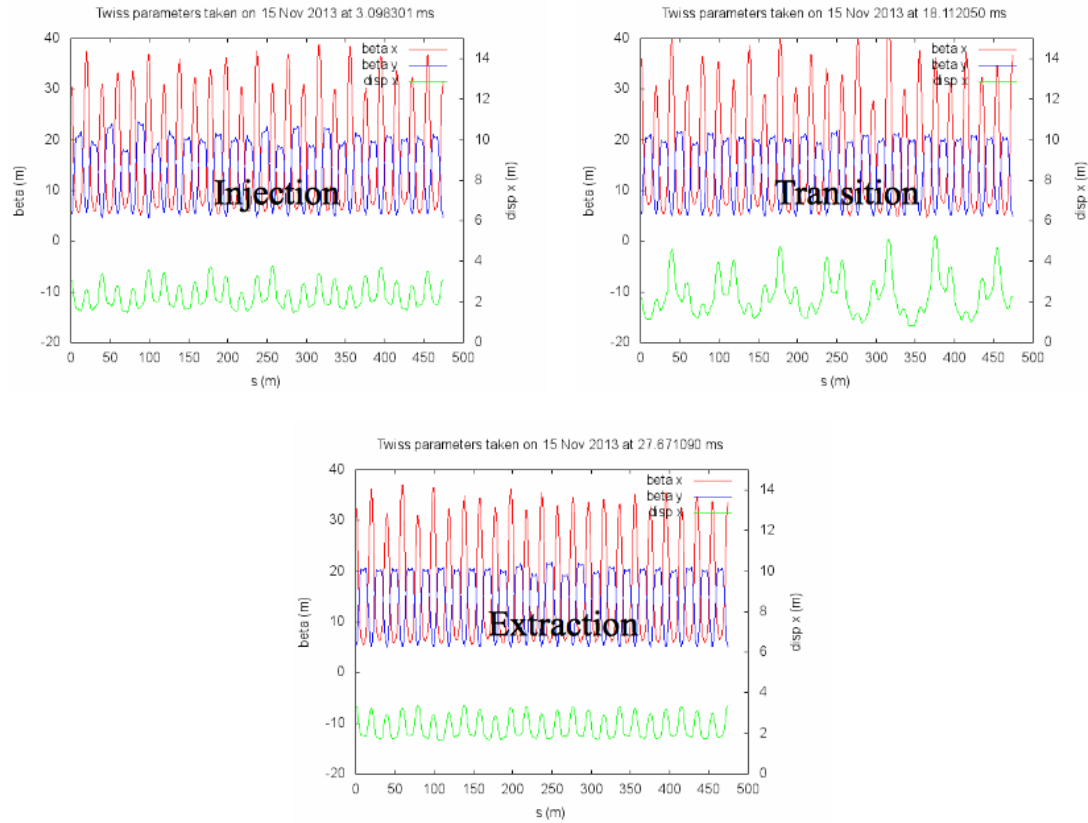 Twiss parameters taken on 15 Nov 2013 at 3.098301 ms
40
30
20
10
0
-10
-20
beta (m)
beta x
beta y
disp x
14
12
10
8
6
4
2
0
disp x (m)
Injection
0 50 100 150 200 250 300 350 400 450 500
s (m)
Twiss parameters taken on 15 Nov 2013 at 18.112050 ms
40
30
20
10
0
-10
-20
beta (m)
beta x
beta y
disp x
14
12
10
8
6
4
2
0
disp x (m)
Transition
0 50 100 150 200 250 300 350 400 450 500
s (m)
Twiss parameters taken on 15 Nov 2013 at 27.671090 ms
40
30
20
10
0
-10
-20
beta (m)
beta x
beta y
disp x
14
12
10
8
6
4
2
0
disp x (m)
Extraction
0 50 100 150 200 250 300 350 400 450 500
s (m)